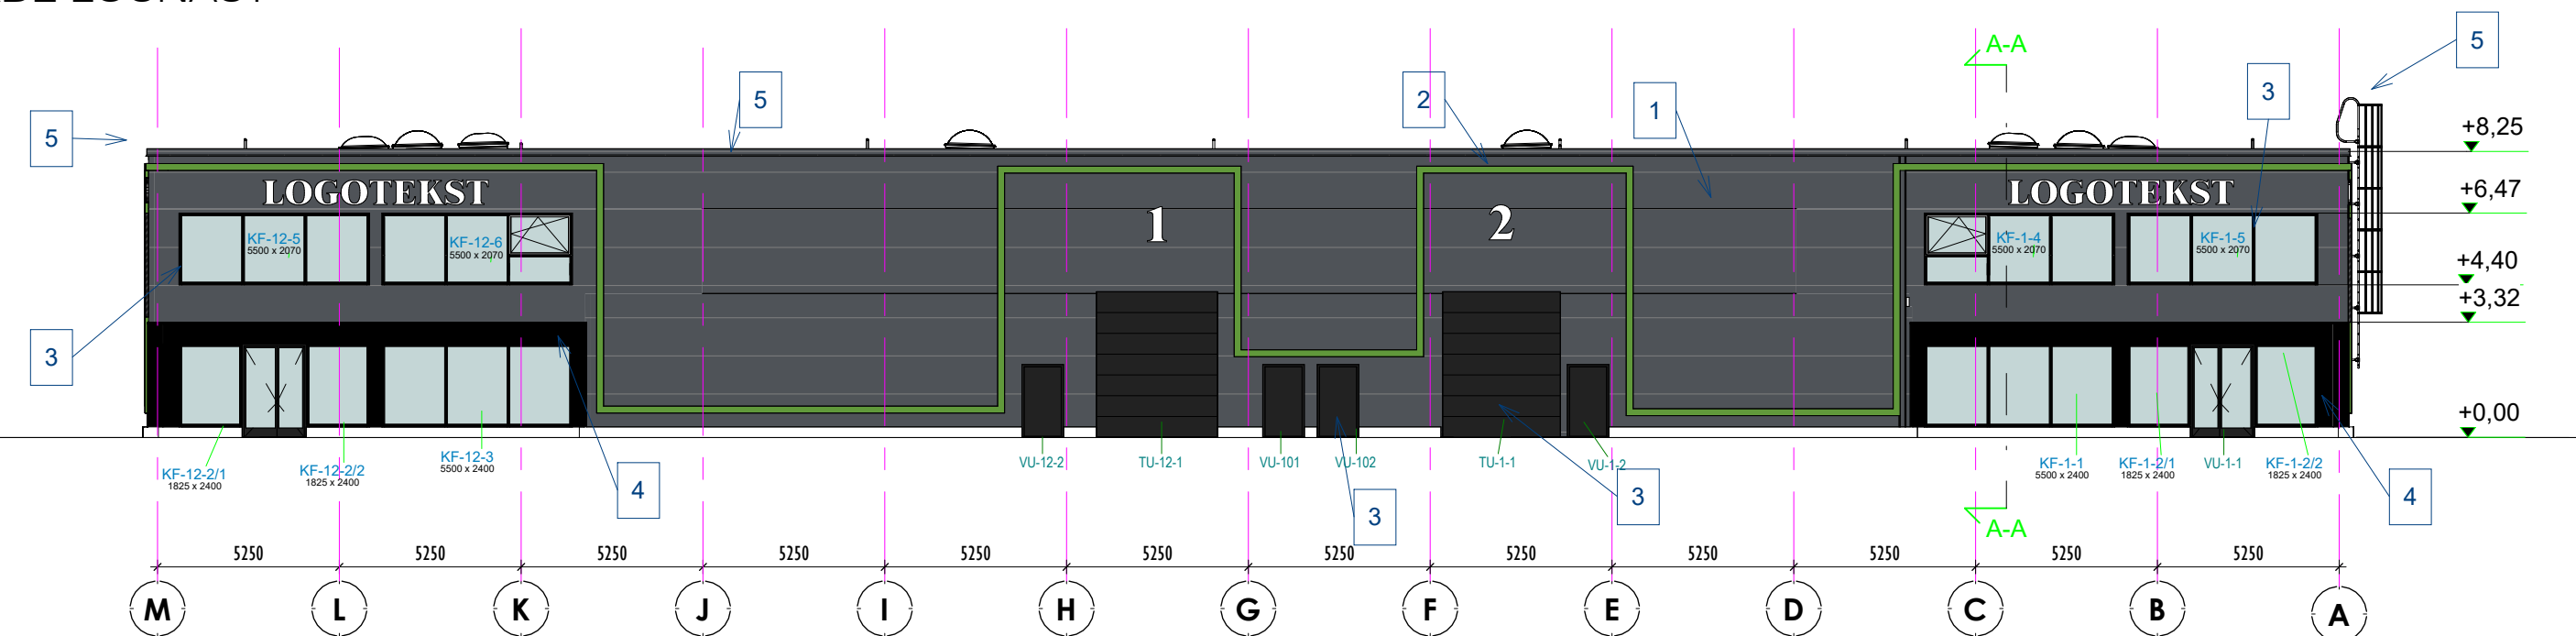 5
5
2
1
3
5
A-A
+8,25
+6,47
+4,40
+3,32
+0,00
LOGOTEKST
1
2
LOGOTEKST
KF-12-5
5500 x 2070
KF-12-6
5500 x 2070
KF-1-4
5500 x 2070
KF-1-5
5500 x 2070
3
KF-12-2/1
1825 x 2400
KF-12-2/2
1825 x 2400
KF-12-3
5500 x 2400
4
VU-12-2
TU-12-1
VU-101
VU-102
3
TU-1-1
VU-1-2
3
KF-1-1
5500 x 2400
KF-1-2/1
1825 x 2400
VU-1-1
KF-1-2/2
1825 x 2400
4
A-A
5250 5250 5250 5250 5250 5250 5250 5250 5250 5250 5250 5250
M L K J I H G F E D C B A